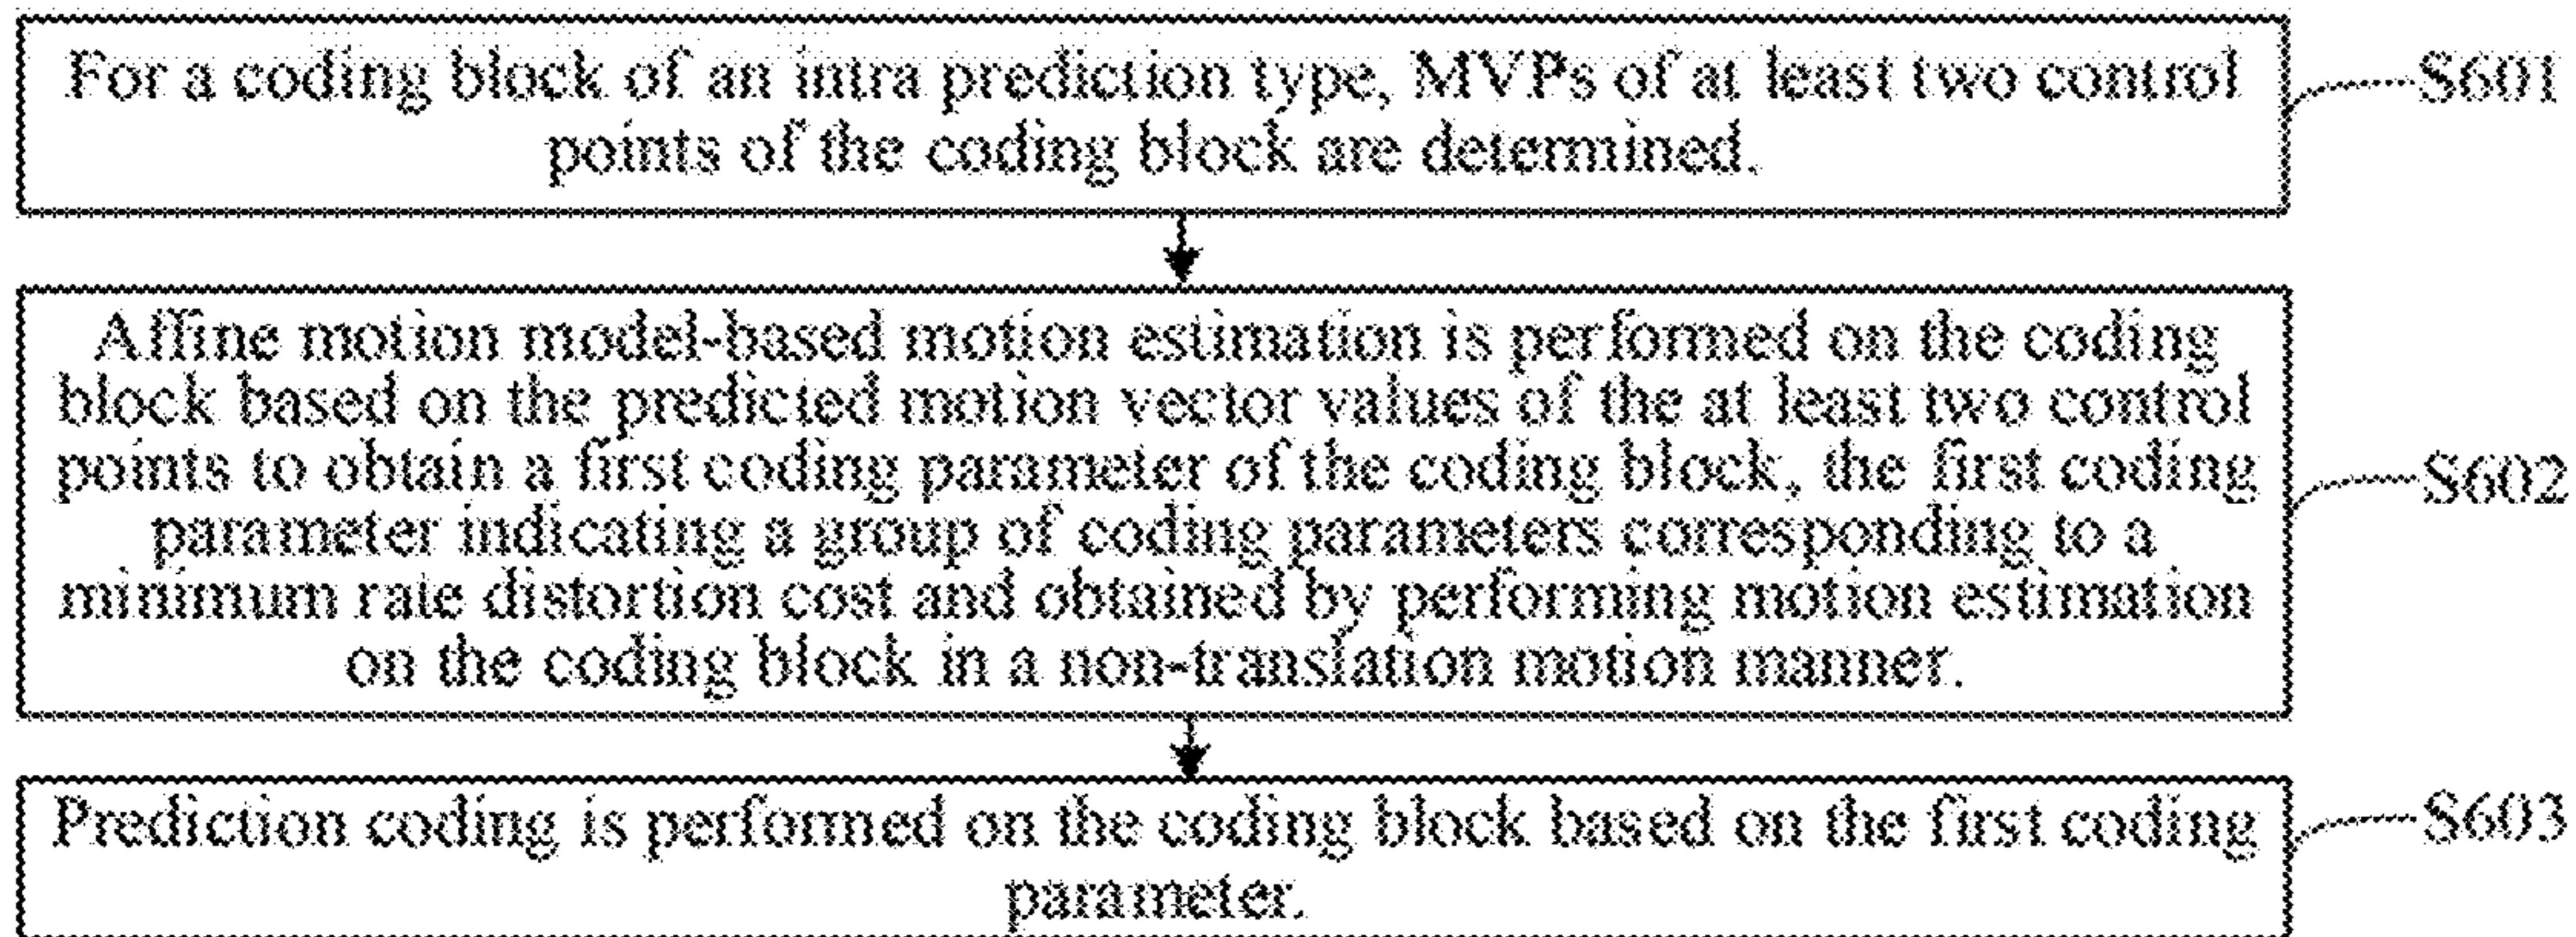 For a coding block of an intra prediction type, MVPs of at least two control
points of the coding block are determined.
S601
Affine motion model-based motion estimation is performed on the coding
block based on the predicted motion vector values of the at least two control
points to obtain a first coding parameter of the coding block, the first coding
parameter indicating a group of coding parameters corresponding to a
minimum rate distortion cost and obtained by performing motion estimation
on the coding block in a non-translation motion manner.
S602
Prediction coding is performed on the coding block based on the first coding
parameter.
S603